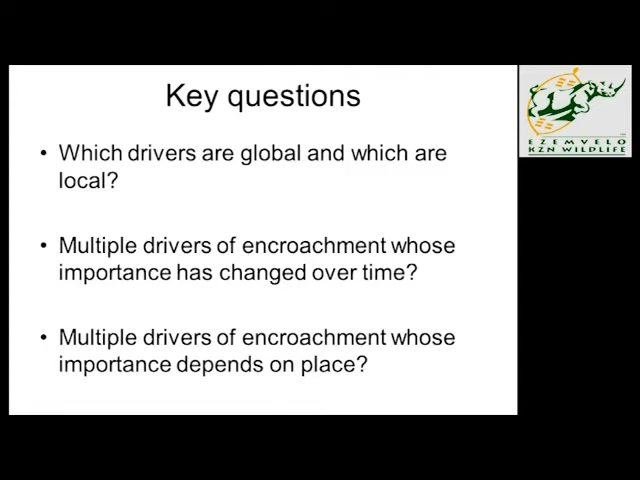 Key questions
• Which drivers are global and which are
local?
• Multiple drivers of encroachment whose
importance has changed over time?
• Multiple drivers of encroachment whose
importance depends on place?
EZEMVELO
KZN WILDLIFE